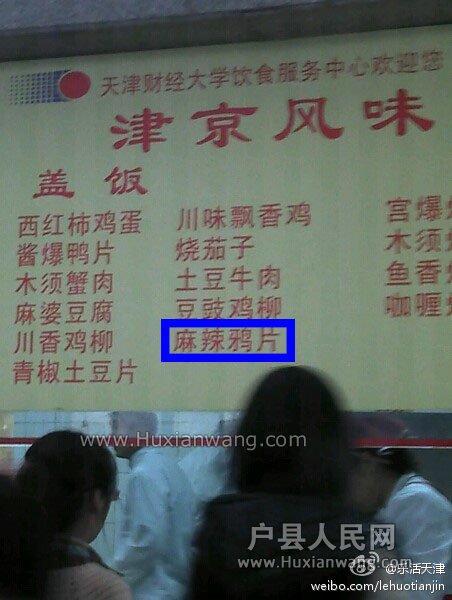 天津财经大学饮食服务中心欢迎您
津京风味
盖饭
西红柿鸡蛋
酱爆鸭片
木须蟹肉
麻婆豆腐
川香鸡柳
青椒土豆片
川味飘香鸡
烧茄子
土豆牛肉
豆豉鸡柳
麻辣鸦片
宫爆
木须
鱼香
咖喱
www.Huxianwang.com
户县人民网
www.Huxianwang.com
@乐活天津
weibo.com/lehuotianjin